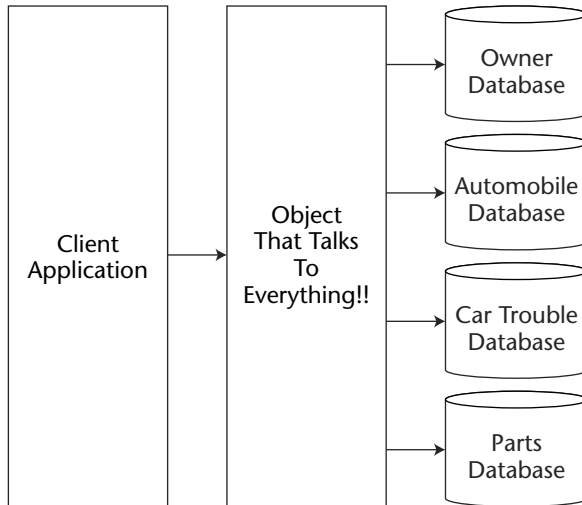 Client
Application
Object
That Talks
To
Everything!!
Owner
Database
Automobile
Database
Car Trouble
Database
Parts
Database